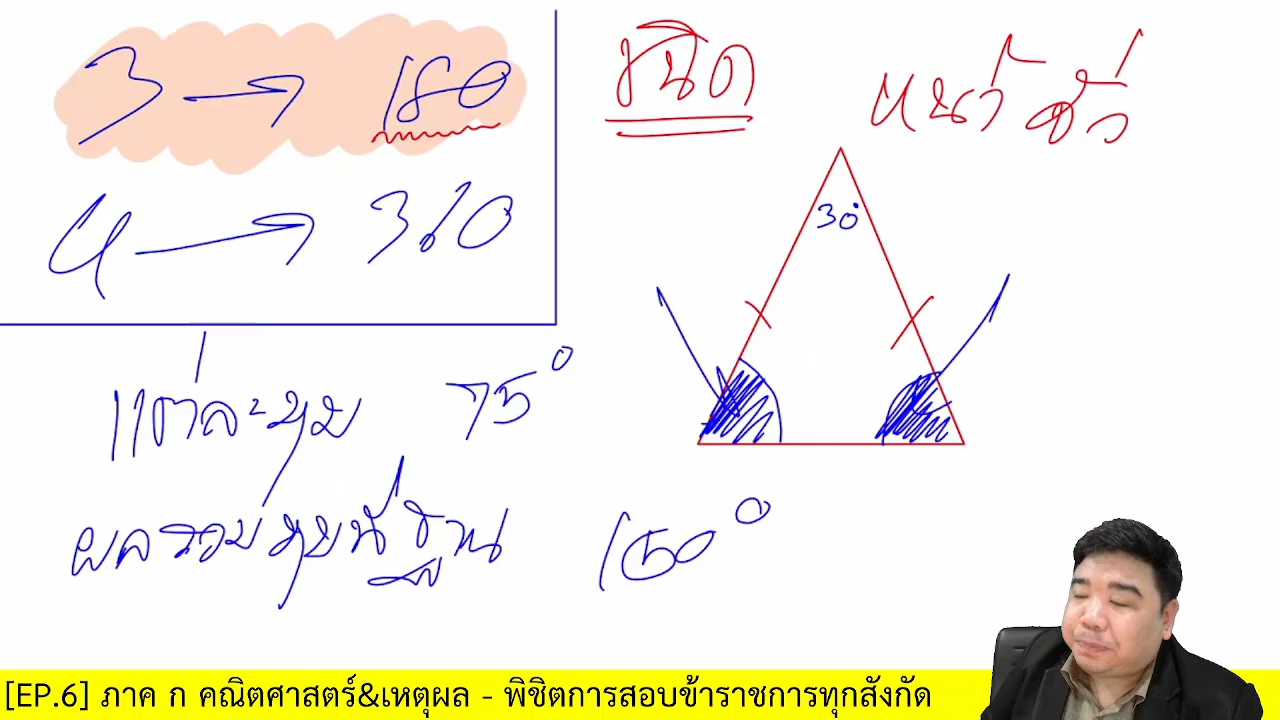 3 → 180
4 → 360
ชนิด
หน้าจั่ว
30°
แต่ละมุม 75°
ผลรวมมุมที่ฐาน 150°
[EP.6] ภาค ก คณิตศาสตร์&เหตุผล - พิชิตการสอบข้าราชการทุกสังกัด